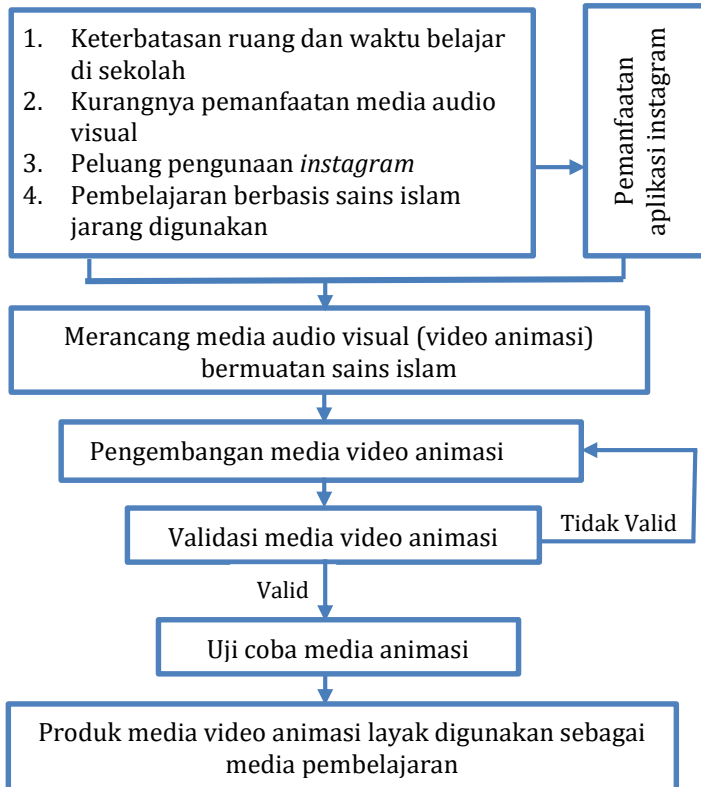 1. Keterbatasan ruang dan waktu belajar
di sekolah
2. Kurangnya pemanfaatan media audio
visual
3. Peluang pengunaan instagram
4. Pembelajaran berbasis sains islam
jarang digunakan
Pemanfaatan
aplikasi instagram
Merancang media audio visual (video animasi)
bermuatan sains islam
Pengembangan media video animasi
Validasi media video animasi
Tidak Valid
Valid
Uji coba media animasi
Produk media video animasi layak digunakan sebagai
media pembelajaran